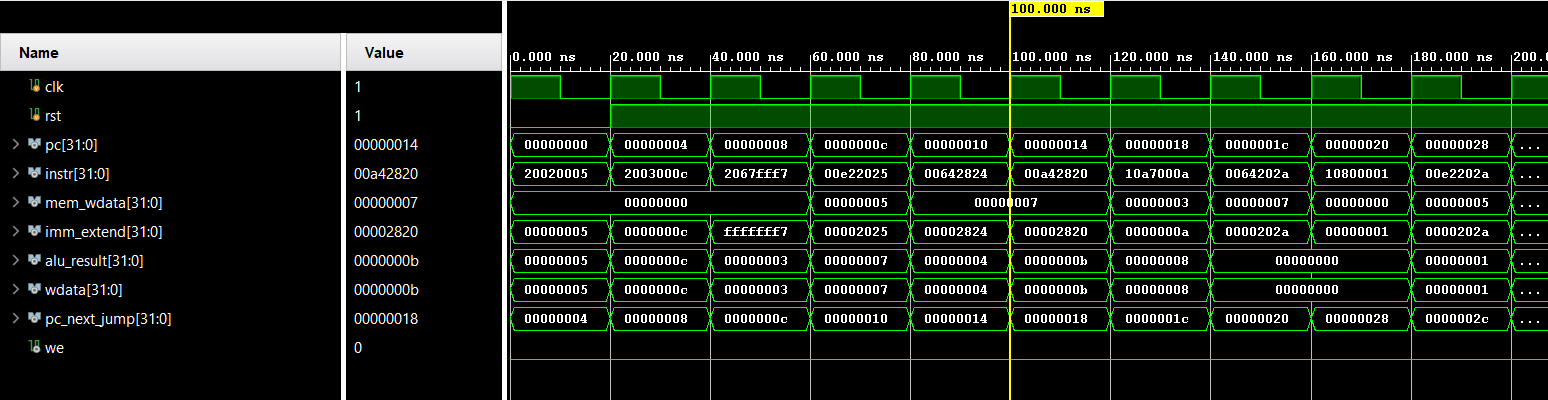 100.000 ns
Name Value
0.000 ns 20.000 ns 40.000 ns 60.000 ns 80.000 ns 100.000 ns 120.000 ns 140.000 ns 160.000 ns 180.000 ns 200.0
clk 1
rst 1
pc[31:0] 00000014 00000000 00000004 00000008 0000000c 00000010 00000014 00000018 0000001c 00000020 00000028 ...
instr[31:0] 00a42820 20020005 2003000c 2067fff7 00e22025 00642824 00a42820 10a7000a 0064202a 10800001 00e2202a ...
mem_wdata[31:0] 00000007 00000000 00000005 00000007 00000003 00000007 00000000 00000005 ...
imm_extend[31:0] 00002820 00000005 0000000c fffffff7 00002025 00002824 00002820 0000000a 0000202a 00000001 0000202a ...
alu_result[31:0] 0000000b 00000005 0000000c 00000003 00000007 00000004 0000000b 00000008 00000000 00000001 ...
wdata[31:0] 0000000b 00000005 0000000c 00000003 00000007 00000004 0000000b 00000008 00000000 00000001 ...
pc_next_jump[31:0] 00000018 00000004 00000008 0000000c 00000010 00000014 00000018 0000001c 00000020 00000028 0000002c ...
we 0